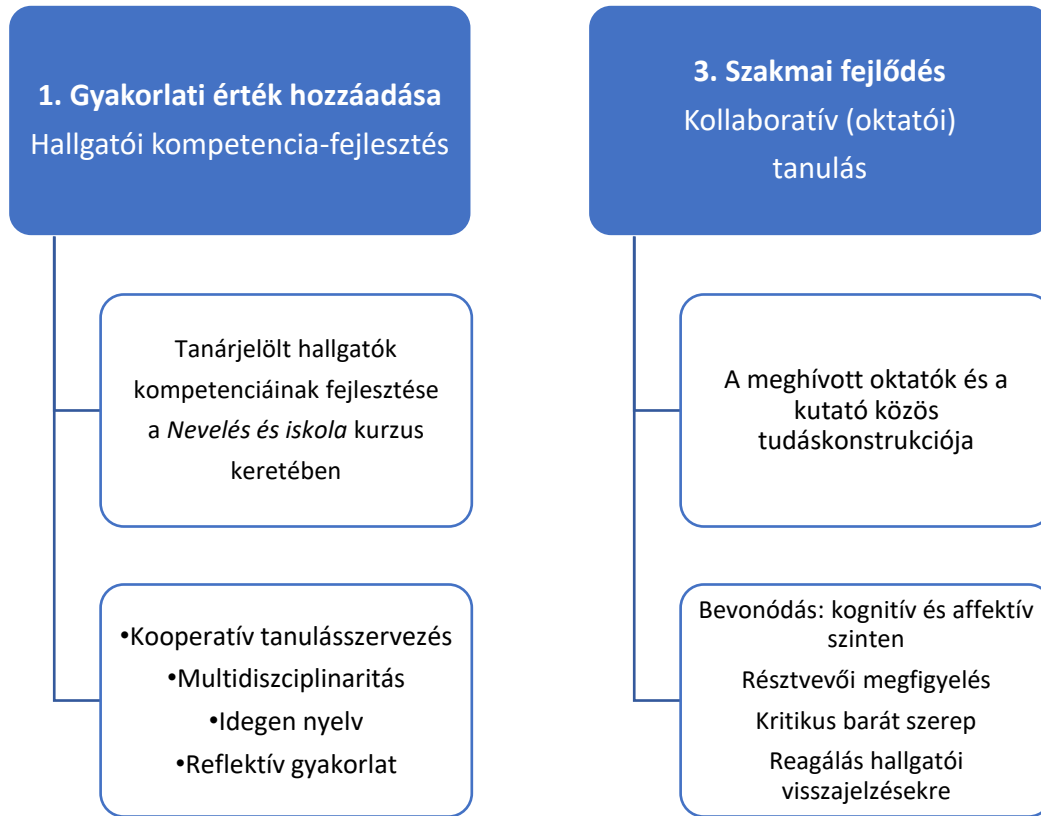 1. Gyakorlati érték hozzáadása
Hallgatói kompetencia-fejlesztés
Tanárjelölt hallgatók
kompetenciáinak fejlesztése
a Nevelés és iskola kurzus
keretében
•Kooperatív tanulásszervezés
•Multidiszciplinaritás
•Idegen nyelv
•Reflektív gyakorlat
3. Szakmai fejlődés
Kollaboratív (oktatói)
tanulás
A meghívott oktatók és a
kutató közös
tudáskonstrukciója
Bevonódás: kognitív és affektív
szinten
Résztvevői megfigyelés
Kritikus barát szerep
Reagálás hallgatói
visszajelzésekre